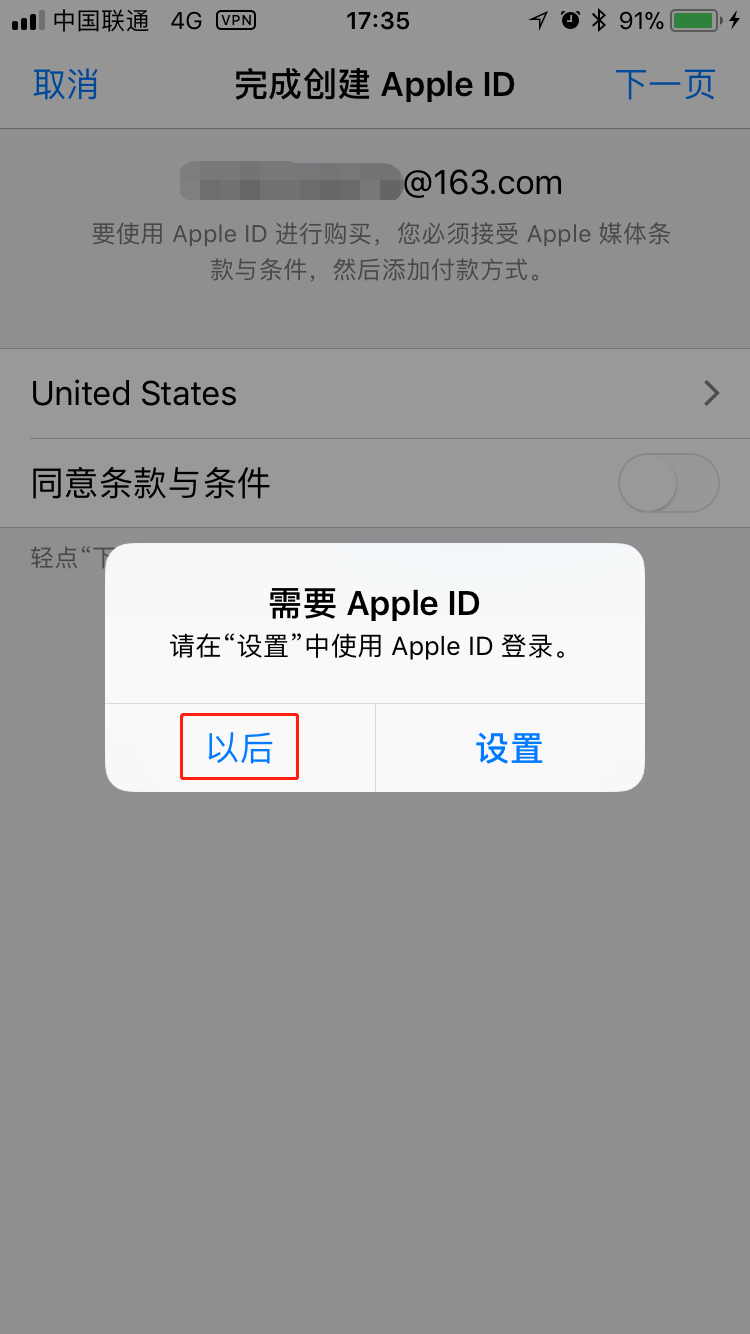 中国联通 4G VPN 17:35 91%
取消 完成创建 Apple ID 下一页
@163.com
要使用 Apple ID 进行购买，您必须接受 Apple 媒体条
款与条件，然后添加付款方式。
United States
同意条款与条件
轻点“下
需要 Apple ID
请在“设置”中使用 Apple ID 登录。
以后 设置